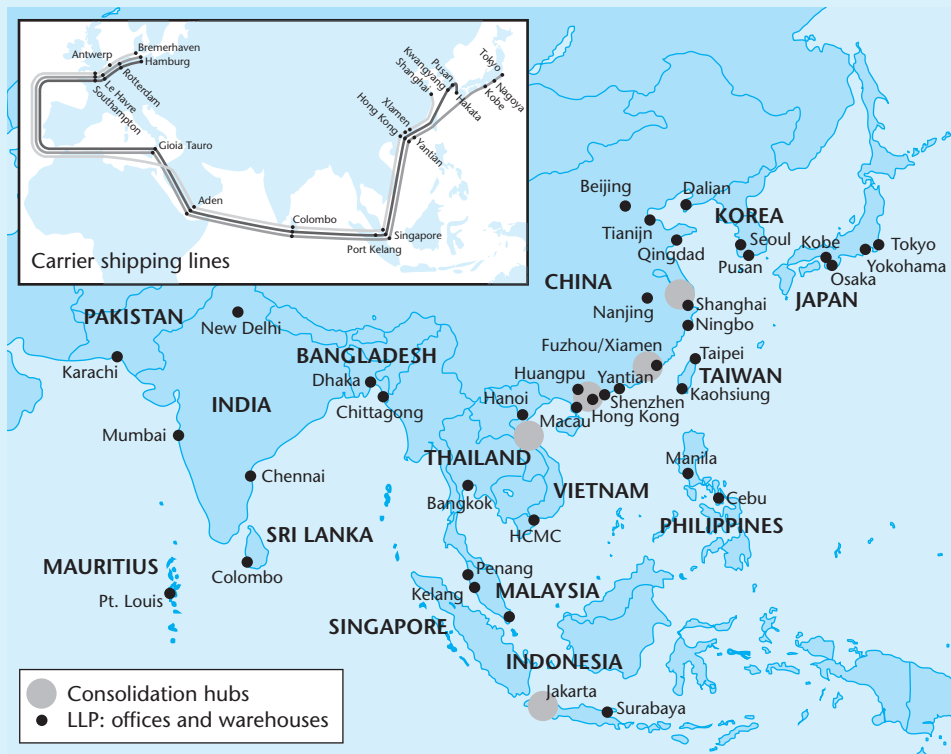 Bremerhaven
Antwerp
Hamburg
Rotterdam
Le Havre
Southampton
Gioia Tauro
Aden
Colombo
Port Kelang
Singapore
Hong Kong
Xiamen
Yantian
Shanghai
Kwangyang
Pusan
Hakata
Kobe
Nagoya
Tokyo
Carrier shipping lines
Beijing
Dalian
KOREA
Tianijn
Seoul
Kobe
Tokyo
Qingdad
Pusan
Yokohama
Osaka
CHINA
JAPAN
Nanjing
Shanghai
PAKISTAN
New Delhi
Ningbo
Fuzhou/Xiamen
BANGLADESH
Taipei
Karachi
Huangpu
Yantian
TAIWAN
Dhaka
Hanoi
Shenzhen
Kaohsiung
INDIA
Chittagong
Macau
Hong Kong
Mumbai
THAILAND
Manila
Chennai
Bangkok
VIETNAM
Cebu
PHILIPPINES
SRI LANKA
HCMC
MAURITIUS
Colombo
Penang
Pt. Louis
Kelang
MALAYSIA
SINGAPORE
INDONESIA
Consolidation hubs
Jakarta
LLP: offices and warehouses
Surabaya